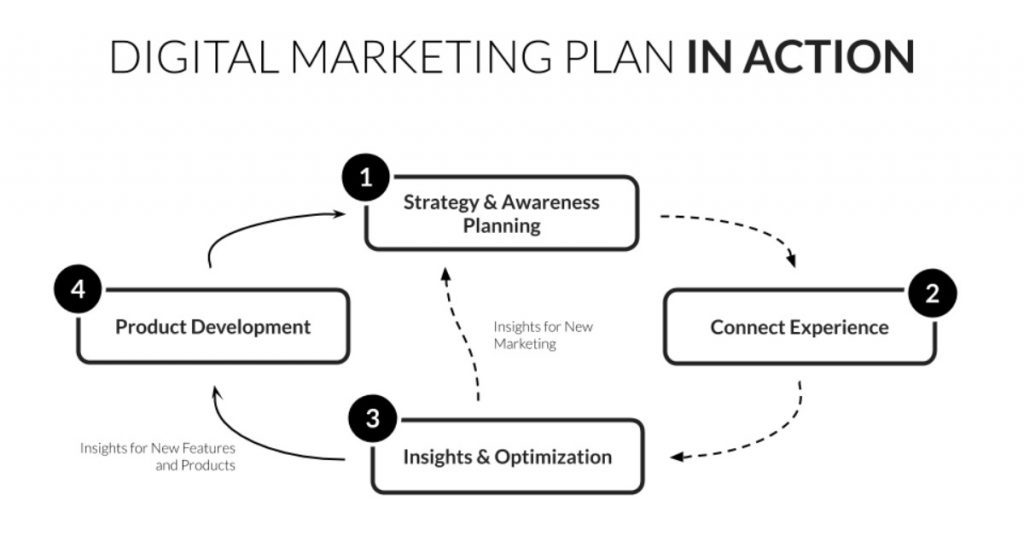 DIGITAL MARKETING PLAN IN ACTION
1
Strategy & Awareness
Planning
4
Product Development
2
Connect Experience
Insights for New
Marketing
3
Insights & Optimization
Insights for New Features
and Products